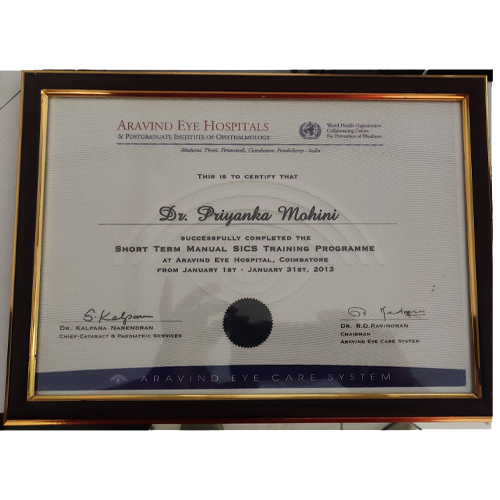 ARAVIND EYE HOSPITALS
& POSTGRADUATE INSTITUTE OF OPHTHALMOLOGY
World Health Organization
Collaborating Centre
For Prevention of Blindness
Madurai, Theni, Tirunelveli, Coimbatore, Pondicherry - India
THIS IS TO CERTIFY THAT
Dr. Priyanka Mohini
SUCCESSFULLY COMPLETED THE
SHORT TERM MANUAL SICS TRAINING PROGRAMME
AT ARAVIND EYE HOSPITAL, COIMBATORE
FROM JANUARY 1ST - JANUARY 31ST, 2013
S. Kalpana
DR. KALPANA NARENDRAN
CHIEF-CATARACT & PAEDIATRIC SERVICES
DR. R.D.RAVINDRAN
CHAIRMAN
ARAVIND EYE CARE SYSTEM
ARAVIND EYE CARE SYSTEM